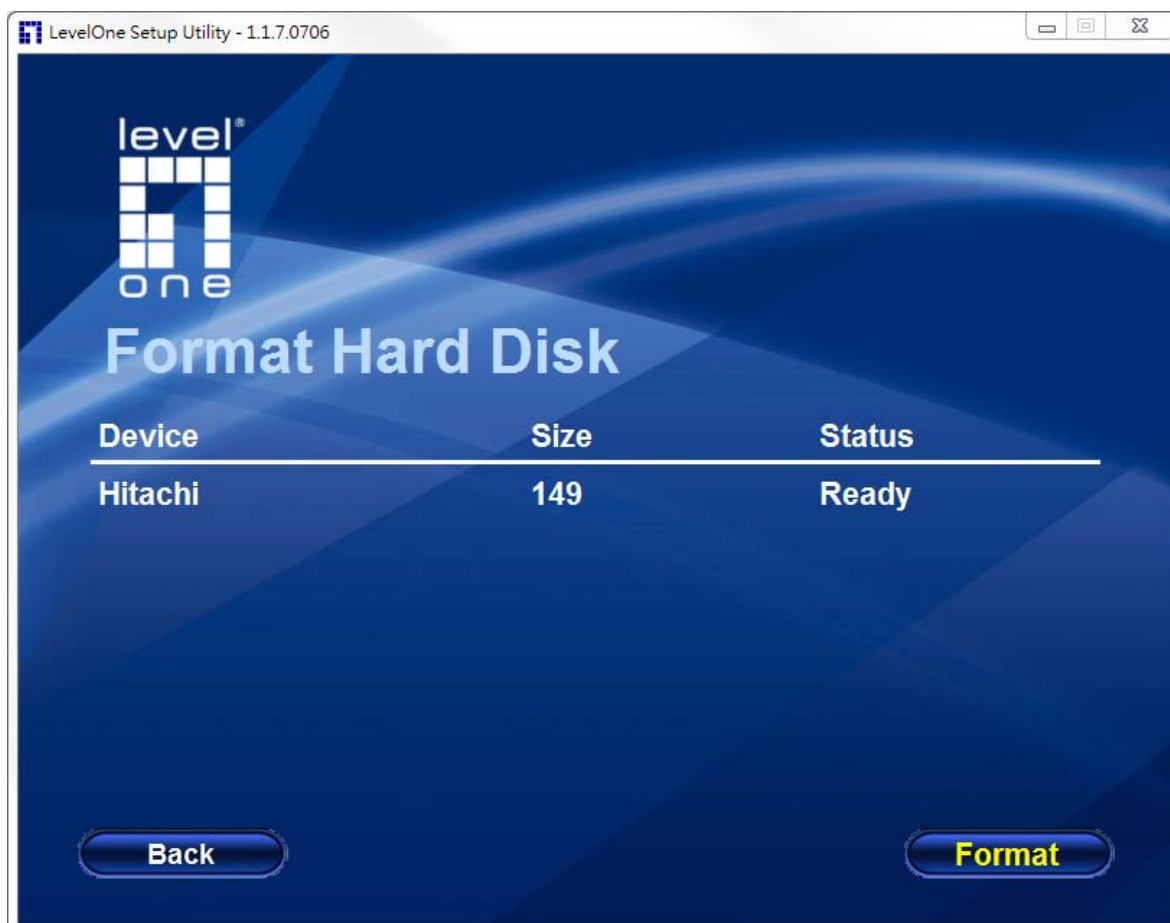 LevelOne Setup Utility - 1.1.7.0706
level®
one
Format Hard Disk
Device Size Status
Hitachi 149 Ready
Back Format